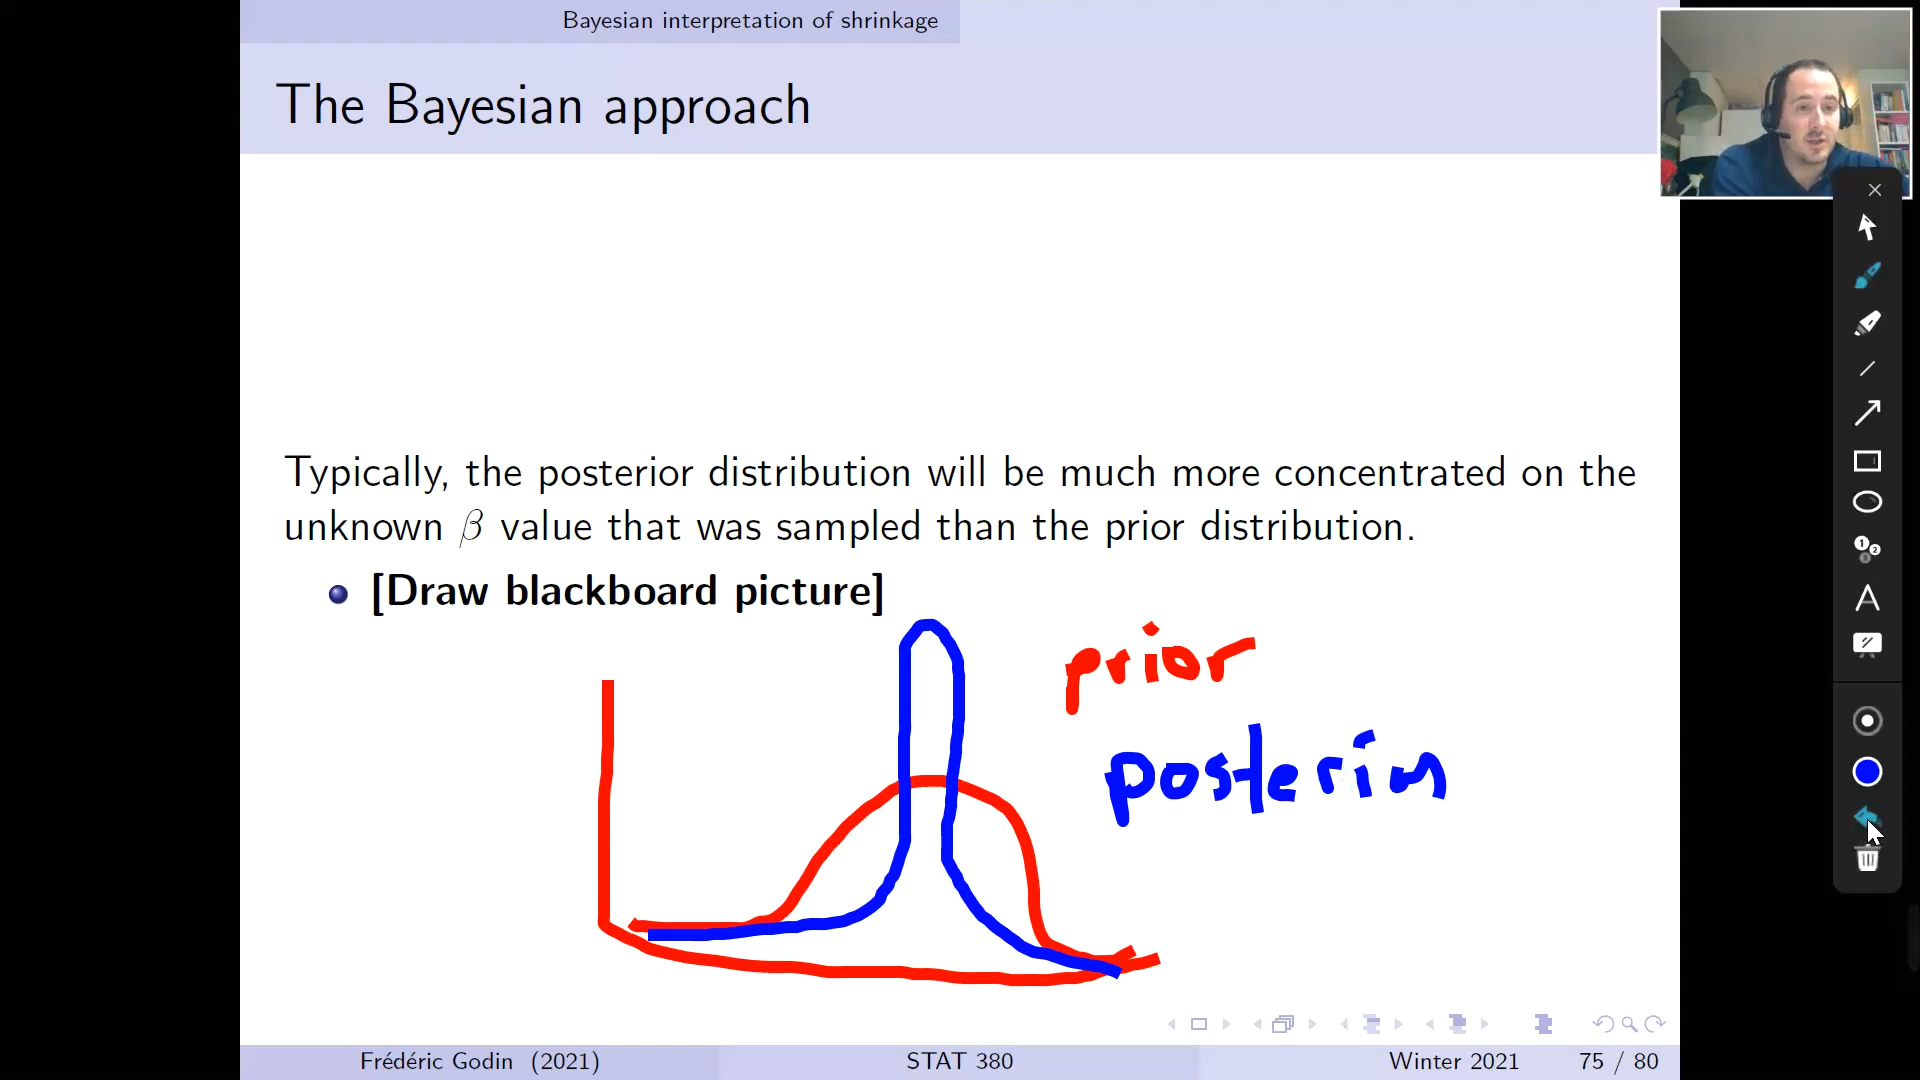 Bayesian interpretation of shrinkage
The Bayesian approach
Typically, the posterior distribution will be much more concentrated on the
unknown β value that was sampled than the prior distribution.
[Draw blackboard picture]
prior
posterior
Frédéric Godin (2021) STAT 380 Winter 2021 75 / 80